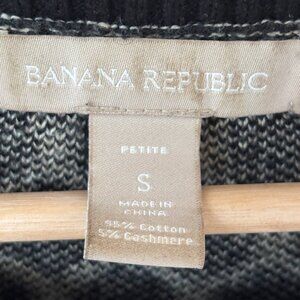 BANANA REPUBLIC
PETITE
S
MADE IN
CHINA
95% Cotton
5% Cashmere